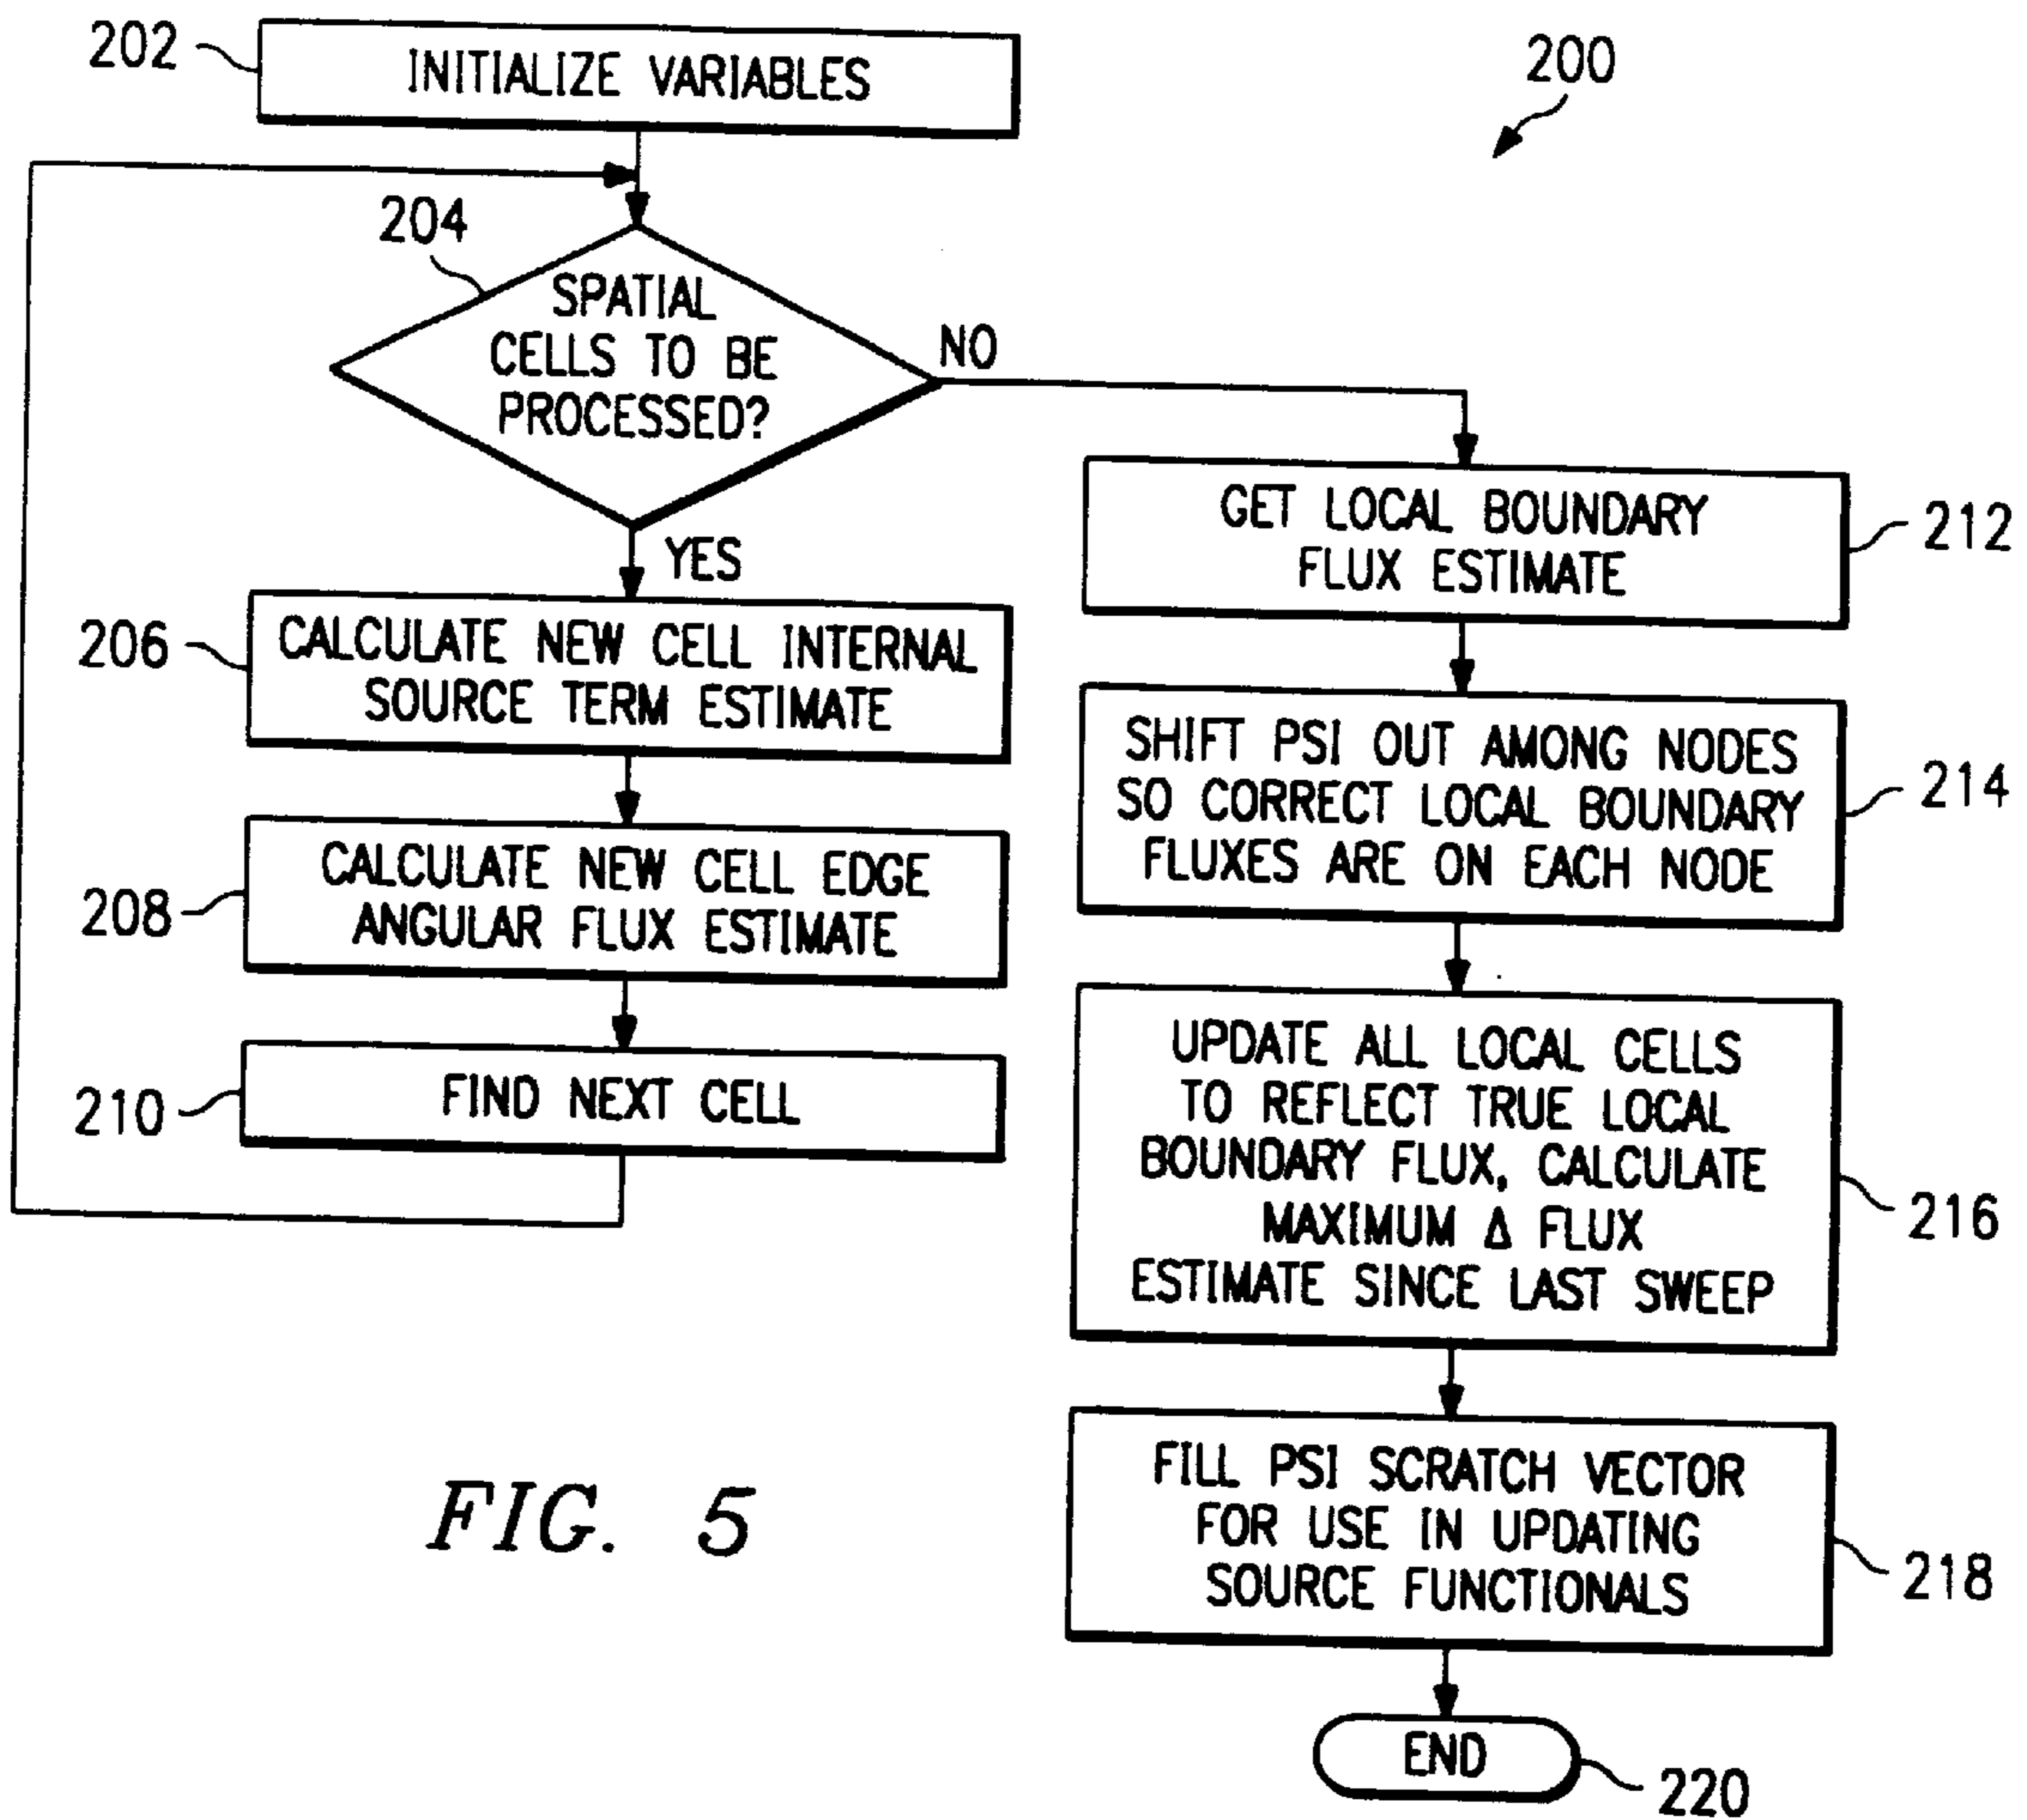 202
INITIALIZE VARIABLES
200
204
SPATIAL
CELLS TO BE
PROCESSED?
NO
YES
206
CALCULATE NEW CELL INTERNAL
SOURCE TERM ESTIMATE
208
CALCULATE NEW CELL EDGE
ANGULAR FLUX ESTIMATE
210
FIND NEXT CELL
GET LOCAL BOUNDARY
FLUX ESTIMATE
212
SHIFT PSI OUT AMONG NODES
SO CORRECT LOCAL BOUNDARY
FLUXES ARE ON EACH NODE
214
UPDATE ALL LOCAL CELLS
TO REFLECT TRUE LOCAL
BOUNDARY FLUX, CALCULATE
MAXIMUM Δ FLUX
ESTIMATE SINCE LAST SWEEP
216
FILL PSI SCRATCH VECTOR
FOR USE IN UPDATING
SOURCE FUNCTIONALS
218
END
220
FIG. 5